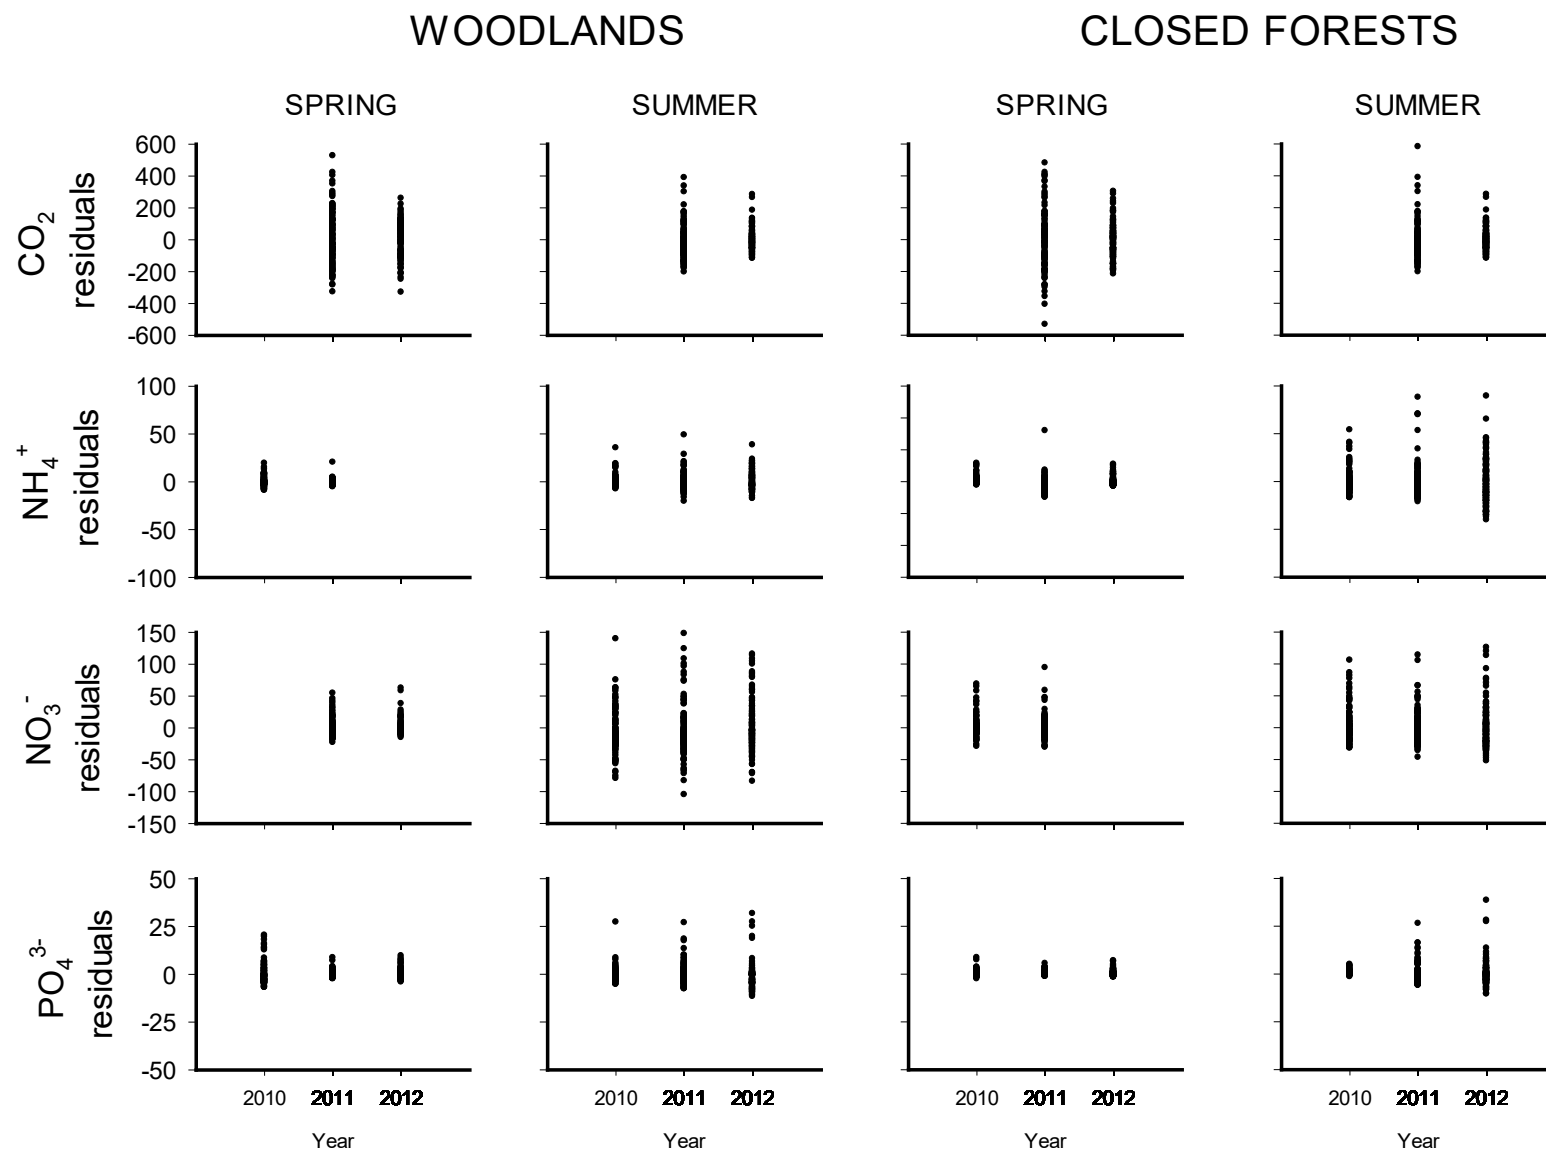 WOODLANDS CLOSED FORESTS
SPRING SUMMER SPRING SUMMER
CO2
residuals
600
400
200
0
-200
-400
-600
NH4+
residuals
100
50
0
-50
-100
NO3-
residuals
150
100
50
0
-50
-100
-150
PO43-
residuals
50
25
0
-25
-50
2010 2011 2012 2010 2011 2012 2010 2011 2012 2010 2011 2012
Year Year Year Year